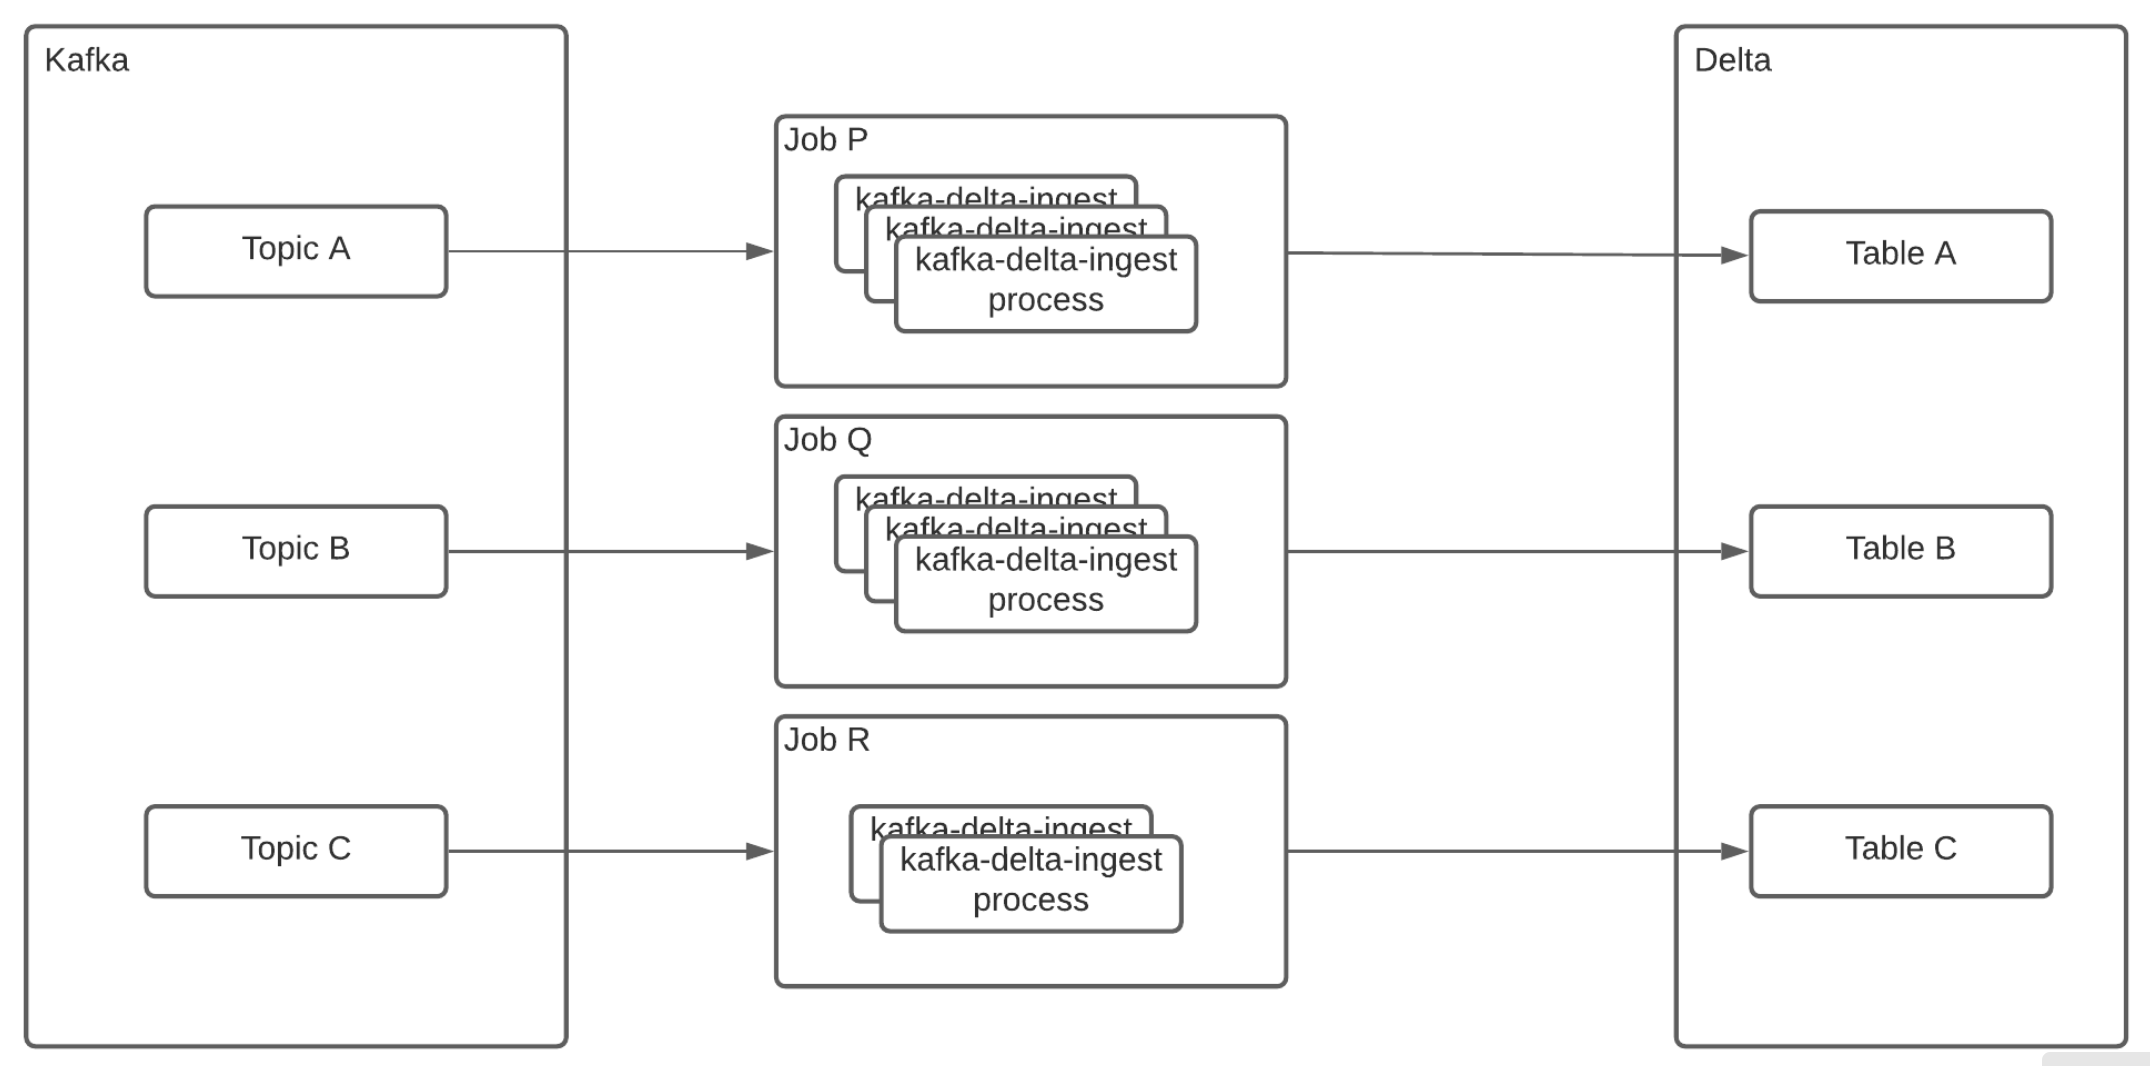 Kafka
Topic A
Topic B
Topic C
Job P
kafka-delta-ingest
kafka-delta-ingest
kafka-delta-ingest
process
Job Q
kafka-delta-ingest
kafka-delta-ingest
kafka-delta-ingest
process
Job R
kafka-delta-ingest
kafka-delta-ingest
process
Delta
Table A
Table B
Table C